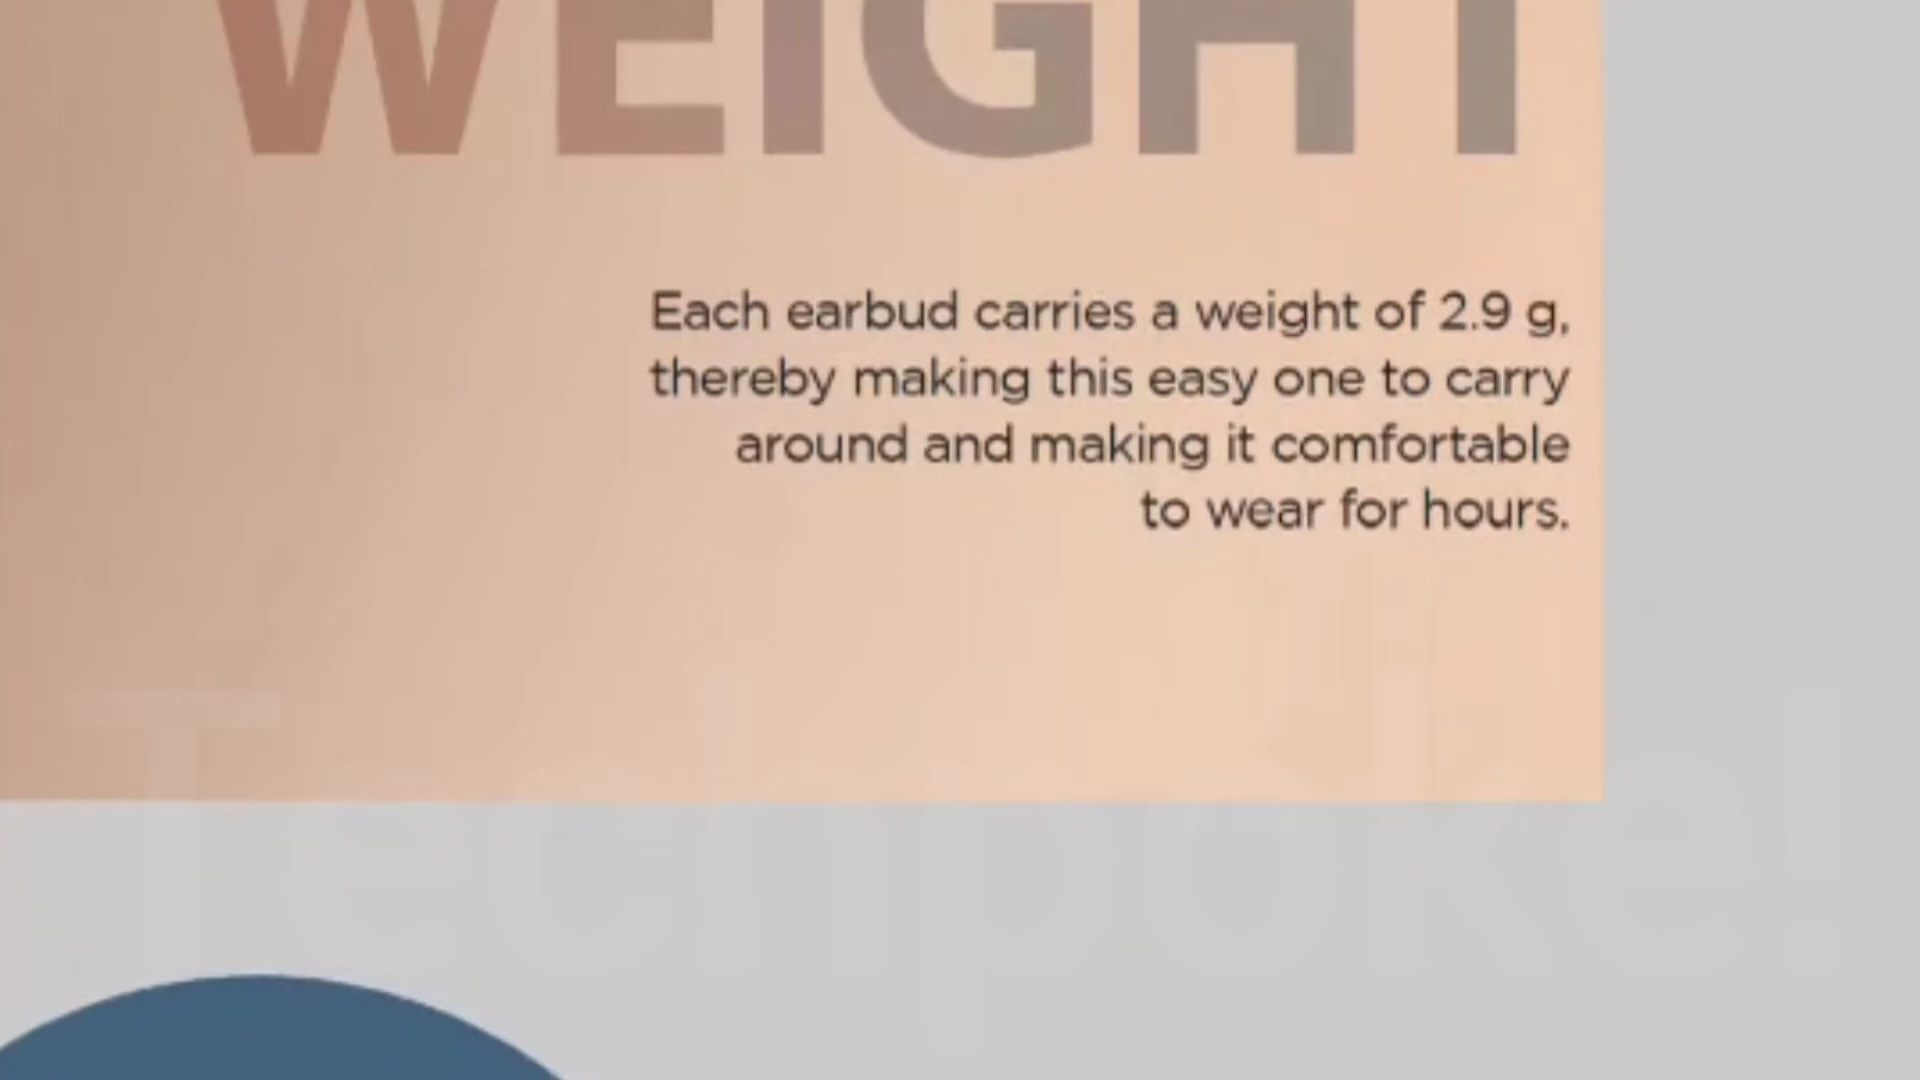 WEIGHT
Each earbud carries a weight of 2.9 g,
thereby making this easy one to carry
around and making it comfortable
to wear for hours.
Techpoke!